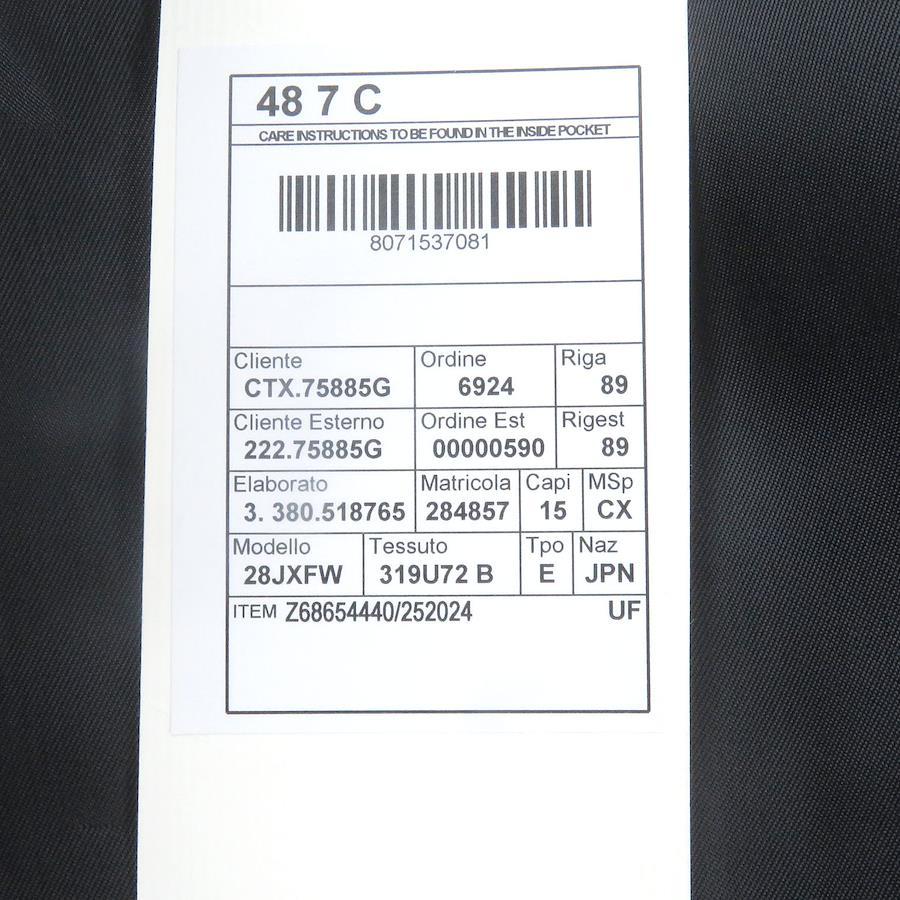 48 7 C
CARE INSTRUCTIONS TO BE FOUND IN THE INSIDE POCKET
8071537081
Cliente Ordine Riga
CTX.75885G 6924 89
Cliente Esterno Ordine Est Rigest
222.75885G 00000590 89
Elaborato Matricola Capi MSp
3. 380.518765 284857 15 CX
Modello Tessuto Tpo Naz
28JXFW 319U72 B E JPN
ITEM Z68654440/252024 UF